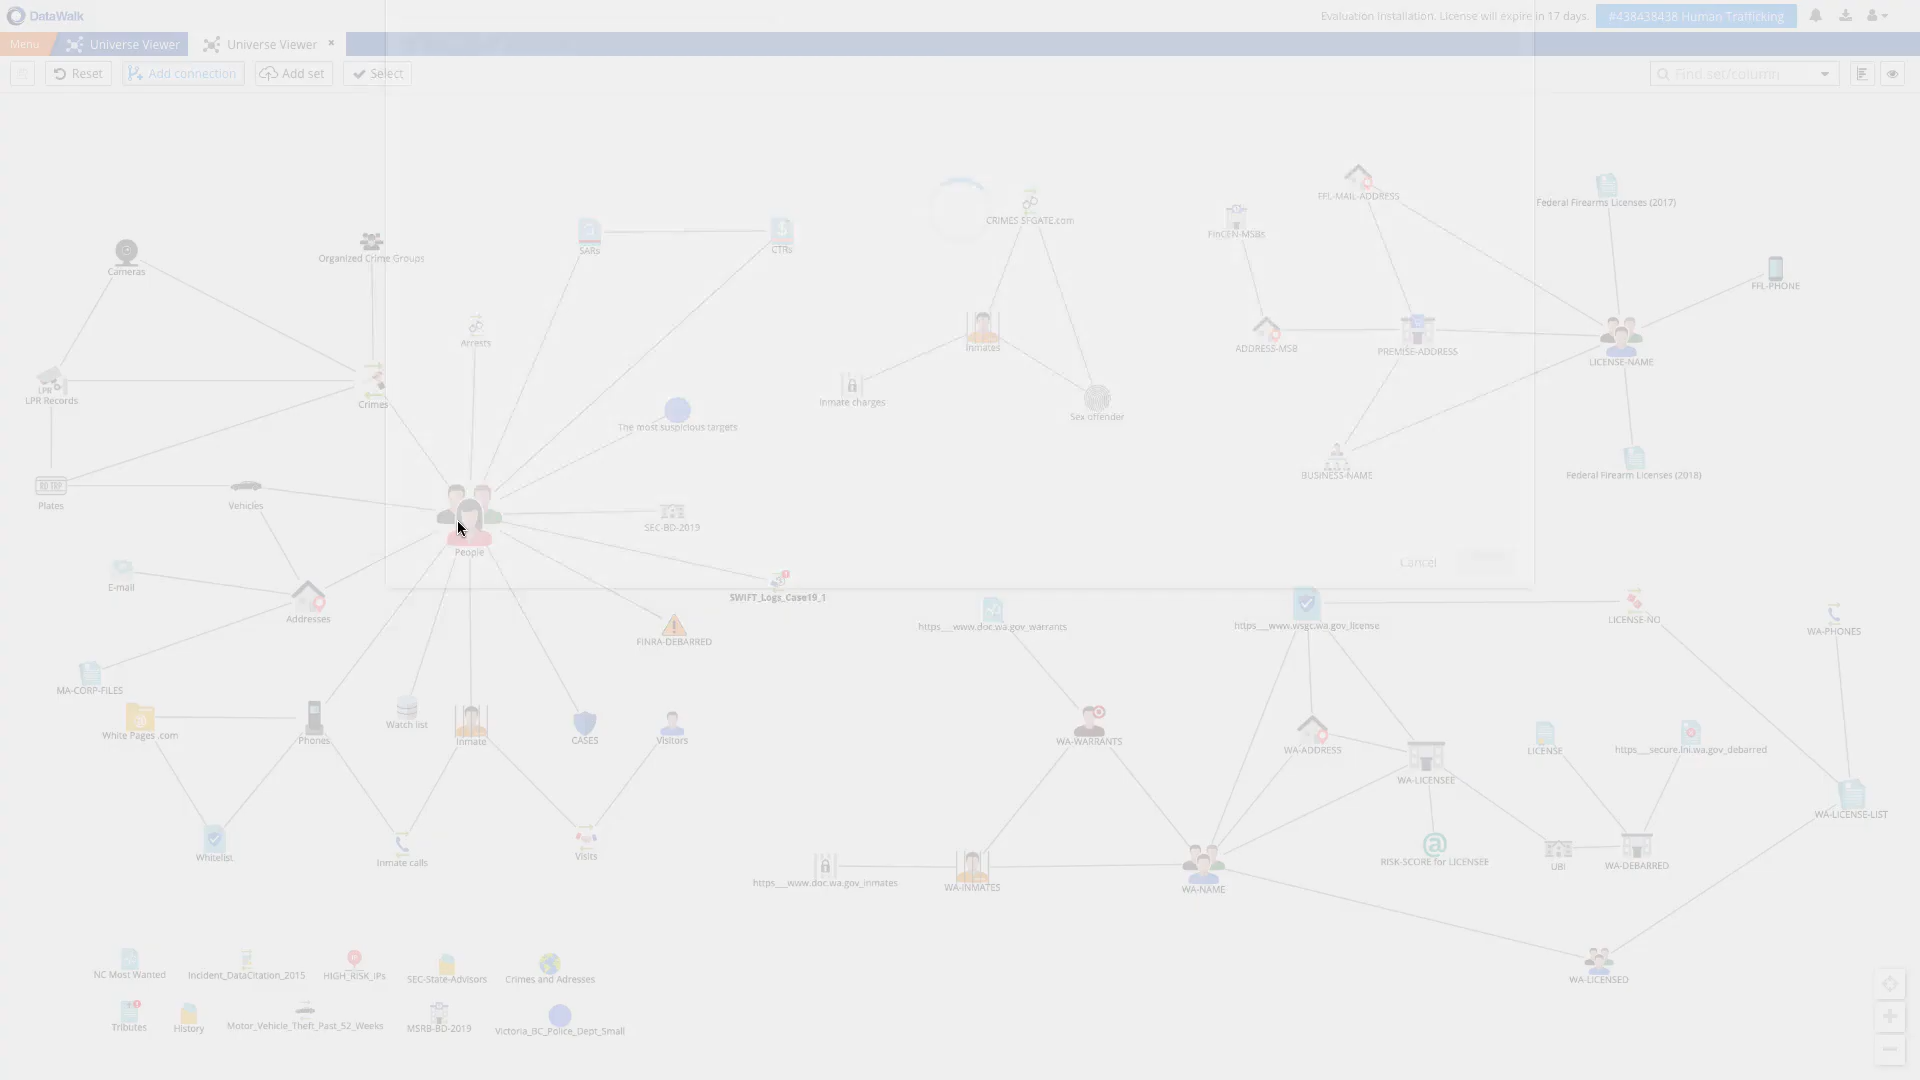 DataWalk
Evaluation Installation. License will expire in 17 days.
#438438438 Human Trafficking
Menu
Universe Viewer
Universe Viewer
Reset
Add connection
Add set
Select
Find set/column
FFL-MAIL-ADDRESS
Federal Firearms Licenses (2017)
CRIMES SFGATE.com
FinCEN-MSBs
SARs
CTRs
Organized Crime Groups
Cameras
FFL-PHONE
Arrests
Inmates
ADDRESS-MSB
PREMISE-ADDRESS
LICENSE-NAME
LPR
LPR Records
Crimes
Inmate charges
Sex offender
The most suspicious targets
BUSINESS-NAME
Federal Firearm Licenses (2018)
RD TRP
Plates
Vehicles
SEC-BD-2019
People
Cancel
E-mail
SWIFT_Logs_Case19_1
Addresses
https___www.doc.wa.gov_warrants
https___www.wsgc.wa.gov_license
LICENSE-NO
WA-PHONES
FINRA-DEBARRED
MA-CORP-FILES
Watch list
White Pages .com
Phones
Inmate
CASES
Visitors
WA-WARRANTS
WA-ADDRESS
LICENSE
https___secure.lni.wa.gov_debarred
WA-LICENSEE
WA-LICENSE-LIST
Whitelist
Inmate calls
Visits
RISK-SCORE for LICENSEE
UBI
WA-DEBARRED
https___www.doc.wa.gov_inmates
WA-INMATES
WA-NAME
NC Most Wanted
Incident_DataCitation_2015
HIGH_RISK_IPs
SEC-State-Advisors
Crimes and Adresses
WA-LICENSED
Tributes
History
Motor_Vehicle_Theft_Past_52_Weeks
MSRB-BD-2019
Victoria_BC_Police_Dept_Small